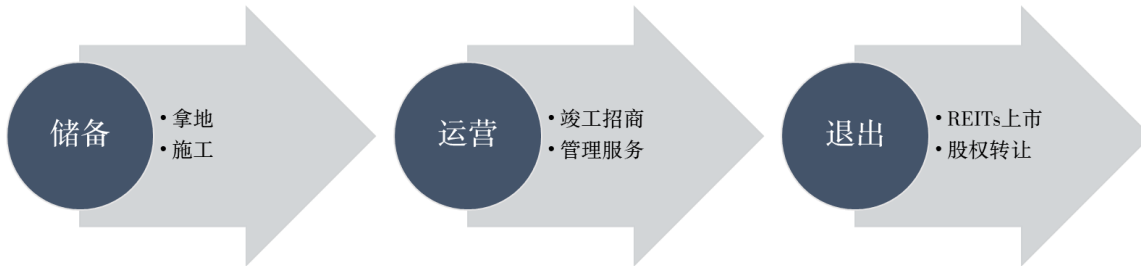 储备
• 拿地
• 施工
运营
• 竣工招商
• 管理服务
退出
• REITs上市
• 股权转让